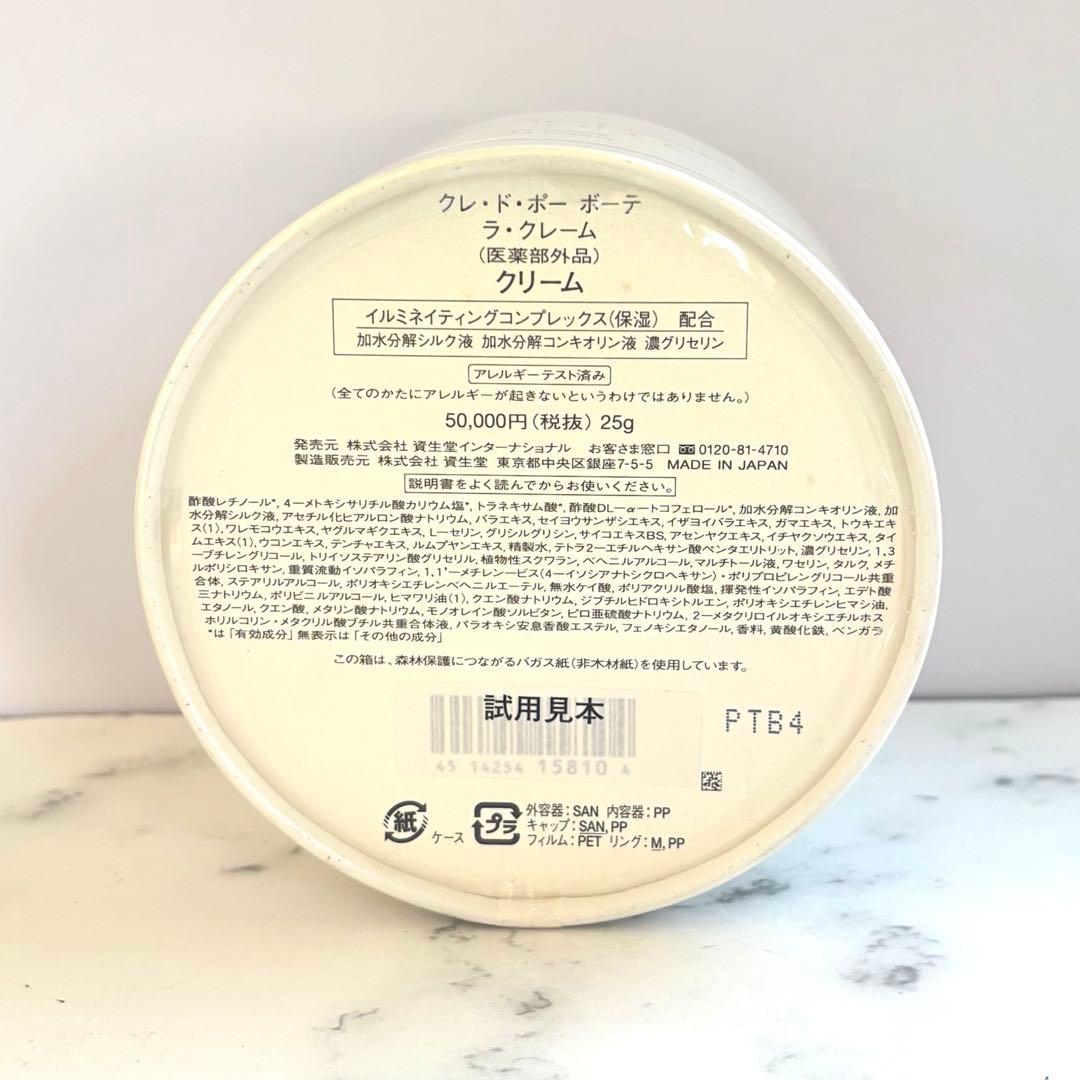 クレ・ド・ポー ボーテ
ラ・クレーム
(医薬部外品)
クリーム
イルミネイティングコンプレックス(保湿) 配合
加水分解シルク液 加水分解コンキオリン液 濃グリセリン
アレルギーテスト済み
(全てのかたにアレルギーが起きないというわけではありません。)
50,000円(税抜) 25g
発売元 株式会社 資生堂インターナショナル お客さま窓口 0120-81-4710
製造販売元 株式会社 資生堂 東京都中央区銀座7-5-5 MADE IN JAPAN
説明書をよく読んでからお使いください。
酢酸レチノール*, 4-メトキシサリチル酸カリウム塩*, トラネキサム酸*, 酢酸DL-α-トコフェロール*, 加水分解コンキオリン液, 加
水分解シルク液, アセチル化ヒアルロン酸ナトリウム, バラエキス, セイヨウサンザシエキス, イザヨイバラエキス, ガマエキス, トウキエキ
ス(1), ワレモコウエキス, ヤグルマギクエキス, L-セリン, グリシルグリシン, サイコエキスBS, アセンヤクエキス, イチヤクソウエキス, タイ
ムエキス(1), ウコンエキス, テンチャエキス, ルムプヤンエキス, 精製水, テトラ2-エチルヘキサン酸ペンタエリトリット, 濃グリセリン, 1,3
-ブチレングリコール, トリイソステアリン酸グリセリル, 植物性スクワラン, ベヘニルアルコール, マルチトール液, ワセリン, タルク, メチ
ルポリシロキサン, 重質流動イソパラフィン, 1,1'-メチレン-ビス(4-イソシアナトシクロヘキサン)・ポリプロピレングリコール共重
合体, ステアリルアルコール, ポリオキシエチレンベヘニルエーテル, 無水ケイ酸, ポリアクリル酸塩, 揮発性イソパラフィン, エデト酸
三ナトリウム, ポリビニルアルコール, ヒマワリ油(1), クエン酸ナトリウム, ジブチルヒドロキシトルエン, ポリオキシエチレンヒマシ油,
エタノール, クエン酸, メタリン酸ナトリウム, モノオレイン酸ソルビタン, ピロ亜硫酸ナトリウム, 2-メタクリロイルオキシエチルホス
ホリルコリン・メタクリル酸ブチル共重合体液, パラオキシ安息香酸エステル, フェノキシエタノール, 香料, 黄酸化鉄, ベンガラ
*は「有効成分」無表示は「その他の成分」
この箱は、森林保護につながるバガス紙(非木材紙)を使用しています。
試用見本
4514254158104
PTB4
紙 ケース
プラ 外容器:SAN 内容器:PP
キャップ:SAN, PP
フィルム:PET リング:M, PP